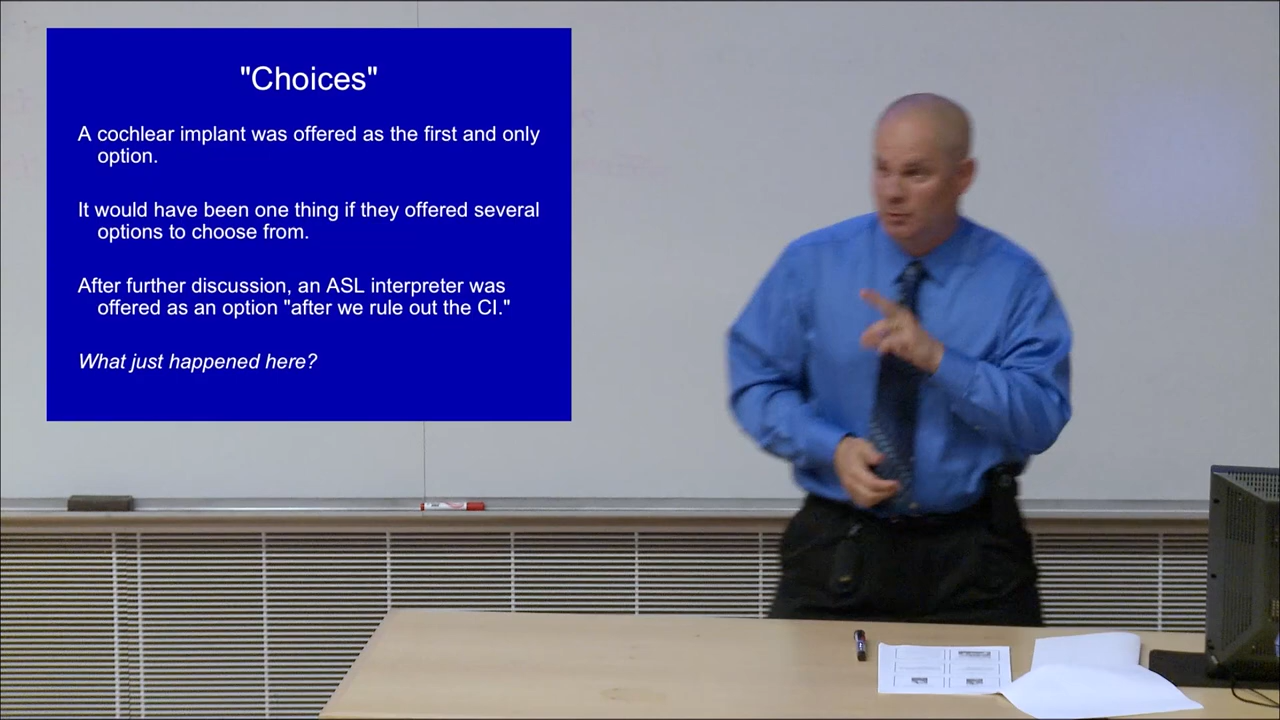 "Choices"
A cochlear implant was offered as the first and only
option.
It would have been one thing if they offered several
options to choose from.
After further discussion, an ASL interpreter was
offered as an option "after we rule out the CI."
What just happened here?